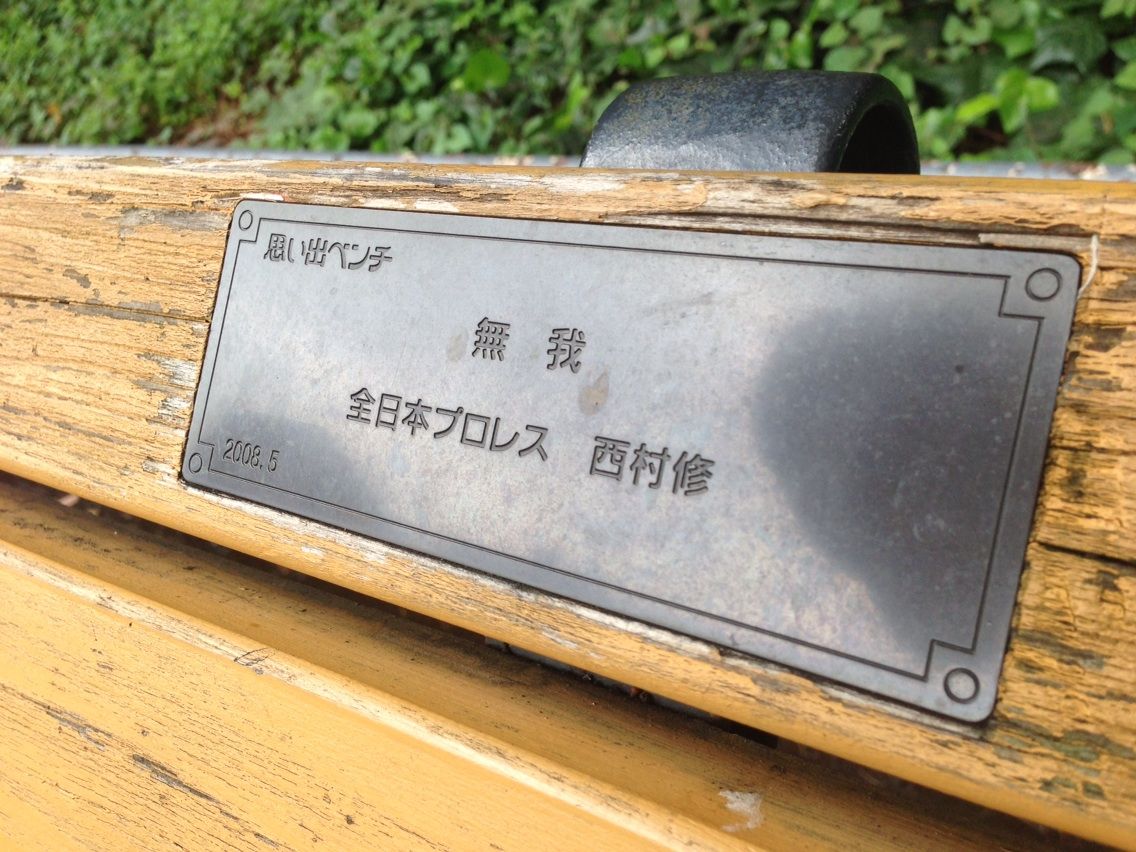 思い出ベンチ
無　我
全日本プロレス　西村修
2008. 5